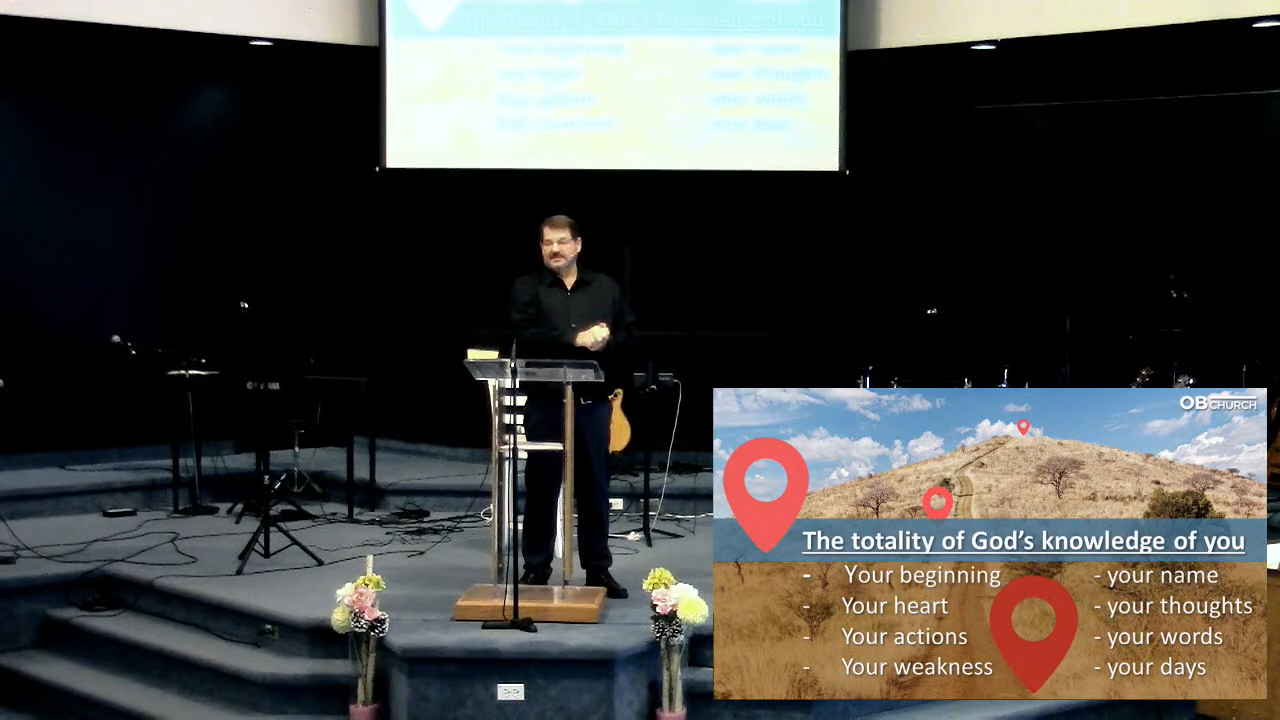 OBCHURCH
The totality of God's knowledge of you
- Your beginning - your name
- Your heart - your thoughts
- Your actions - your words
- Your weakness - your days